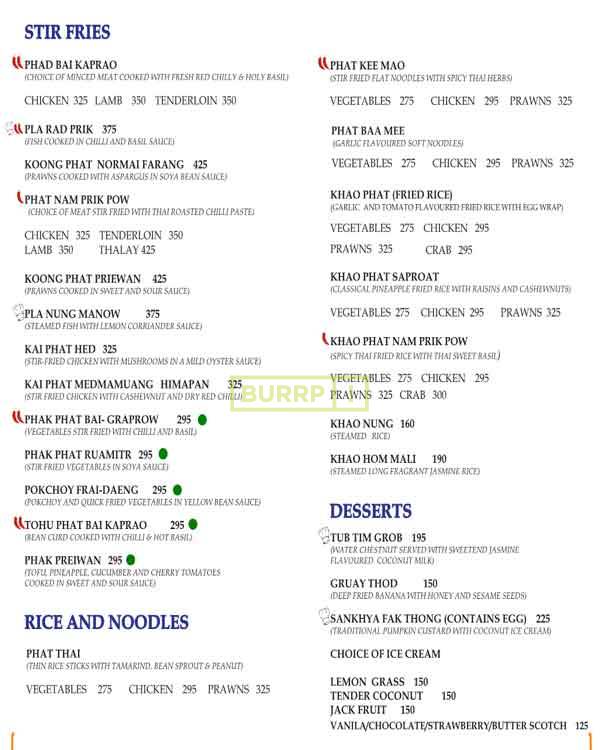 STIR FRIES
PHAD BAI KAPRAO
(CHOICE OF MINCED MEAT COOKED WITH FRESH RED CHILLY & HOLY BASIL)
CHICKEN 325 LAMB 350 TENDERLOIN 350
PLA RAD PRIK 375
(FISH COOKED IN CHILLI AND BASIL SAUCE)
KOONG PHAT NORMAI FARANG 425
(PRAWNS COOKED WITH ASPARGUS IN SOYA BEAN SAUCE)
PHAT NAM PRIK POW
(CHOICE OF MEAT STIR FRIED WITH THAI ROASTED CHILLI PASTE)
CHICKEN 325 TENDERLOIN 350
LAMB 350 THALAY 425
KOONG PHAT PRIEWAN 425
(PRAWNS COOKED IN SWEET AND SOUR SAUCE)
PLA NUNG MANOW 375
(STEAMED FISH WITH LEMON CORRIANDER SAUCE)
KAI PHAT HED 325
(STIR-FRIED CHICKEN WITH MUSHROOMS IN A MILD OYSTER SAUCE)
KAI PHAT MEDMAMUANG HIMAPAN 325
(STIR FRIED CHICKEN WITH CASHEWNUT AND DRY RED CHILLI)
PHAK PHAT BAI- GRAPROW 295
(VEGETABLES STIR FRIED WITH CHILLI AND BASIL)
PHAK PHAT RUAMITR 295
(STIR FRIED VEGETABLES IN SOYA SAUCE)
POKCHOY FRAI-DAENG 295
(POKCHOY AND QUICK FRIED VEGETABLES IN YELLOW BEAN SAUCE)
TOHU PHAT BAI KAPRAO 295
(BEAN CURD COOKED WITH CHILLI & HOT BASIL)
PHAK PREIWAN 295
(TOFU, PINEAPPLE, CUCUMBER AND CHERRY TOMATOES
COOKED IN SWEET AND SOUR SAUCE)
RICE AND NOODLES
PHAT THAI
(THIN RICE STICKS WITH TAMARIND, BEAN SPROUT & PEANUT)
VEGETABLES 275 CHICKEN 295 PRAWNS 325
PHAT KEE MAO
(STIR FRIED FLAT NOODLES WITH SPICY THAI HERBS)
VEGETABLES 275 CHICKEN 295 PRAWNS 325
PHAT BAA MEE
(GARLIC FLAVOURED SOFT NOODLES)
VEGETABLES 275 CHICKEN 295 PRAWNS 325
KHAO PHAT (FRIED RICE)
(GARLIC AND TOMATO FLAVOURED FRIED RICE WITH EGG WRAP)
VEGETABLES 275 CHICKEN 295
PRAWNS 325 CRAB 295
KHAO PHAT SAPROAT
(CLASSICAL PINEAPPLE FRIED RICE WITH RAISINS AND CASHEWNUTS)
VEGETABLES 275 CHICKEN 295 PRAWNS 325
KHAO PHAT NAM PRIK POW
(SPICY THAI FRIED RICE WITH THAI SWEET BASIL)
VEGETABLES 275 CHICKEN 295
PRAWNS 325 CRAB 300
BURRP!
KHAO NUNG 160
(STEAMED RICE)
KHAO HOM MALI 190
(STEAMED LONG FRAGRANT JASMINE RICE)
DESSERTS
TUB TIM GROB 195
(WATER CHESTNUT SERVED WITH SWEETEND JASMINE
FLAVOURED COCONUT MILK)
GRUAY THOD 150
(DEEP FRIED BANANA WITH HONEY AND SESAME SEEDS)
SANKHYA FAK THONG (CONTAINS EGG) 225
(TRADITIONAL PUMPKIN CUSTARD WITH COCONUT ICE CREAM)
CHOICE OF ICE CREAM
LEMON GRASS 150
TENDER COCONUT 150
JACK FRUIT 150
VANILA/CHOCOLATE/STRAWBERRY/BUTTER SCOTCH 125